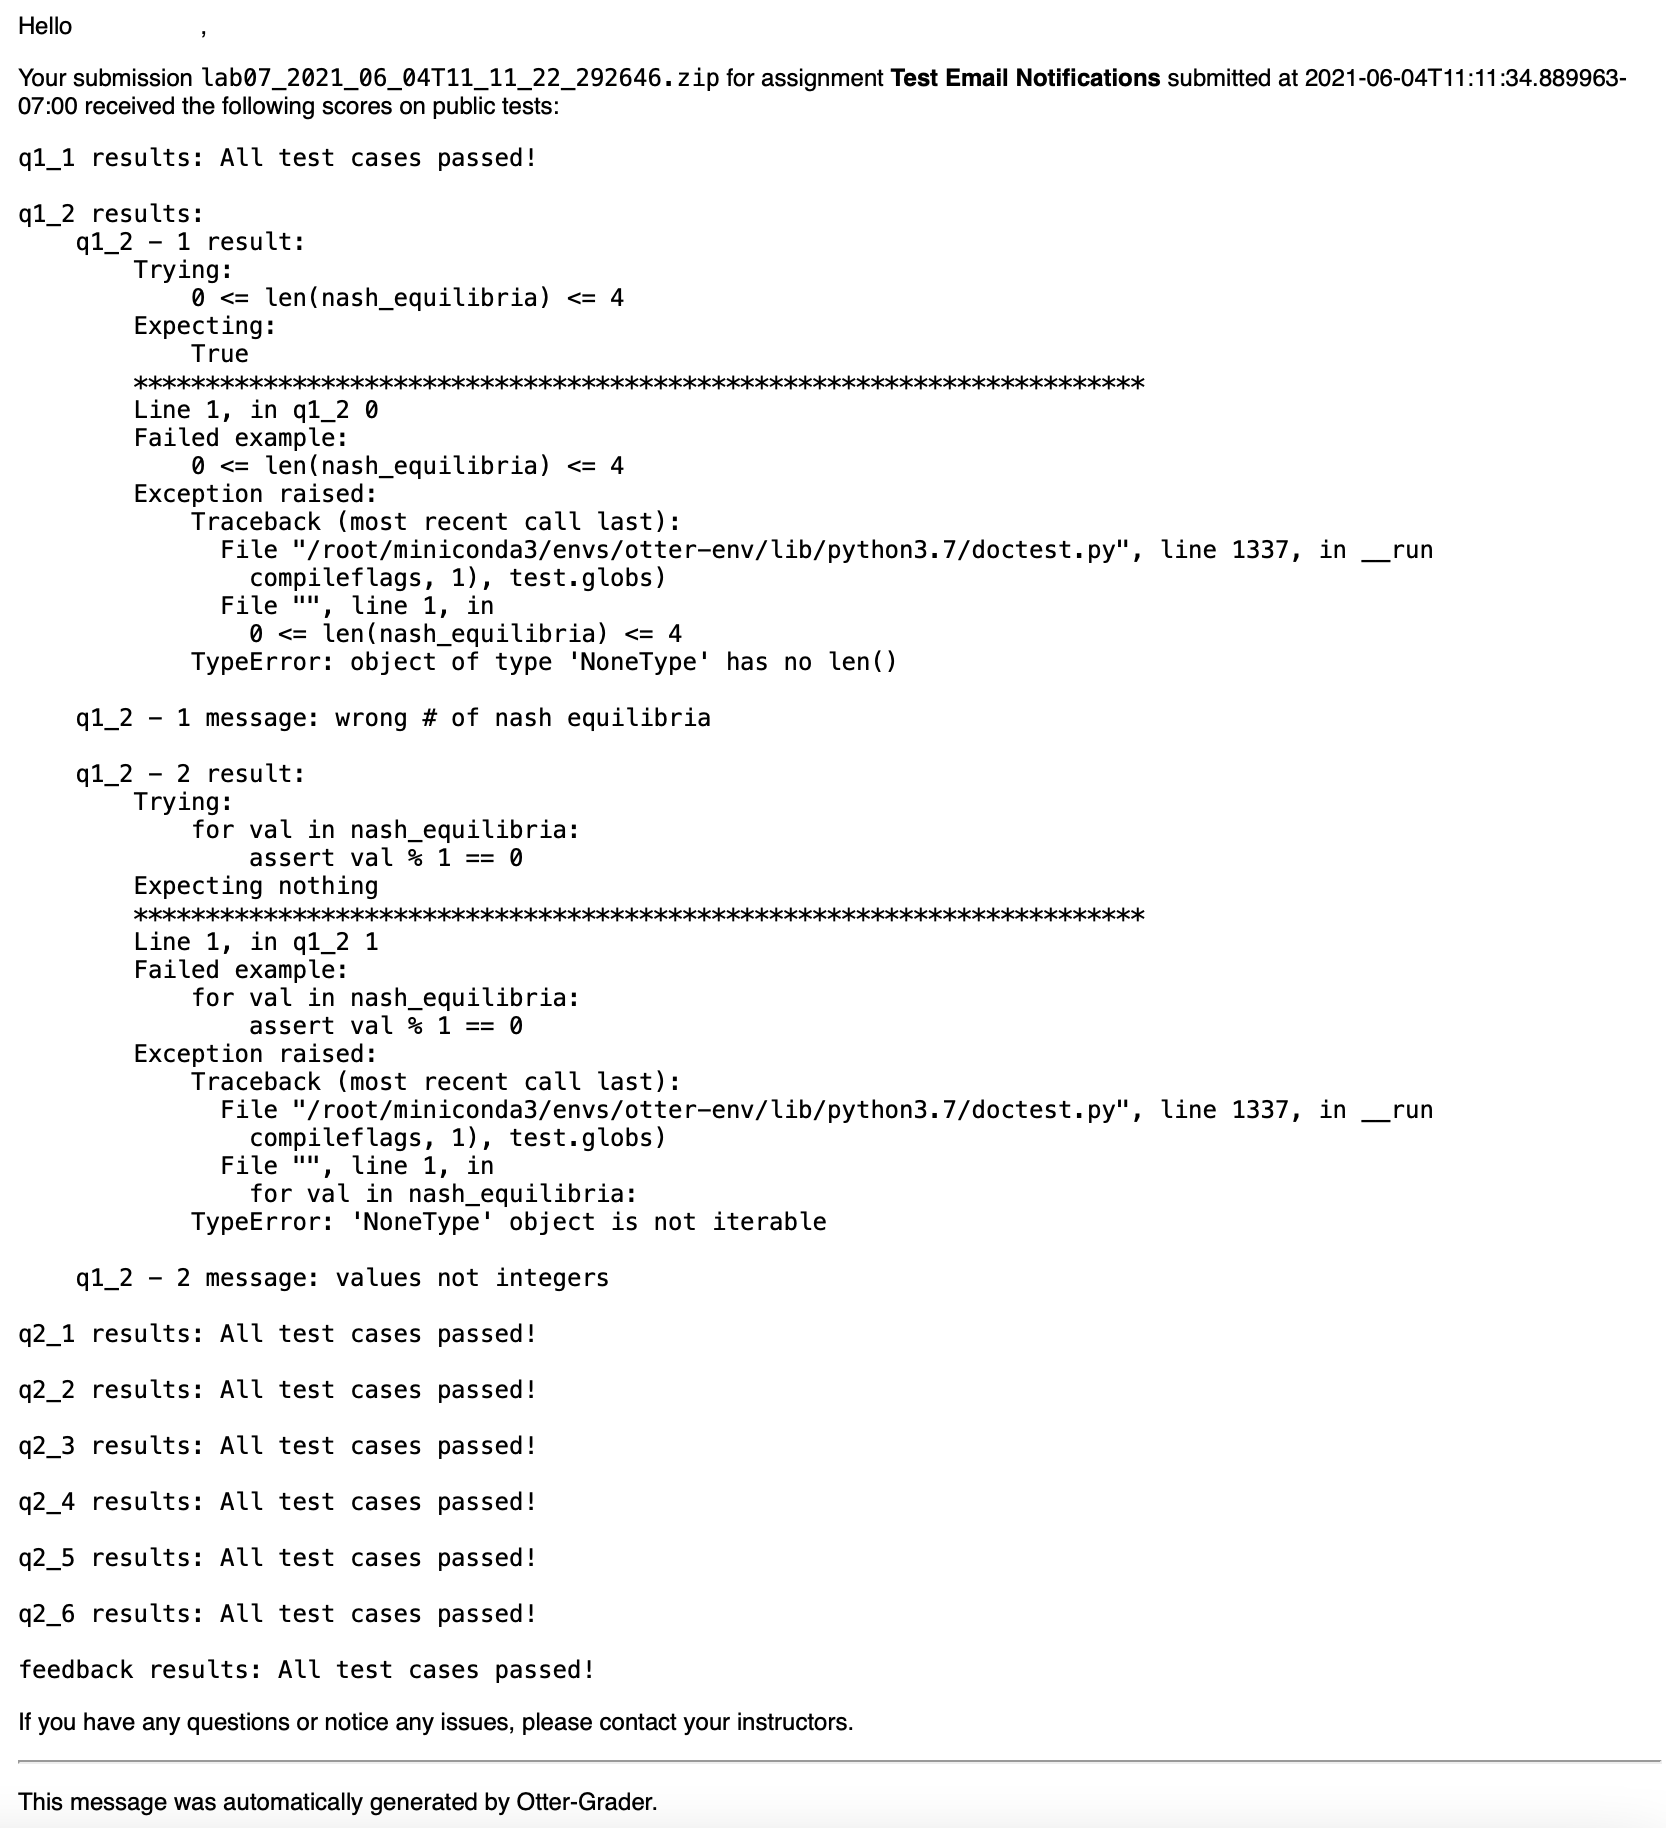 Hello ,
Your submission lab07_2021_06_04T11_11_22_292646.zip for assignment Test Email Notifications submitted at 2021-06-04T11:11:34.889963-
07:00 received the following scores on public tests:
q1_1 results: All test cases passed!
q1_2 results:
    q1_2 – 1 result:
        Trying:
            0 <= len(nash_equilibria) <= 4
        Expecting:
            True
        **********************************************************************
        Line 1, in q1_2 0
        Failed example:
            0 <= len(nash_equilibria) <= 4
        Exception raised:
            Traceback (most recent call last):
              File "/root/miniconda3/envs/otter-env/lib/python3.7/doctest.py", line 1337, in __run
                compileflags, 1), test.globs)
              File "", line 1, in
                0 <= len(nash_equilibria) <= 4
            TypeError: object of type 'NoneType' has no len()
    q1_2 – 1 message: wrong # of nash equilibria
    q1_2 – 2 result:
        Trying:
            for val in nash_equilibria:
                assert val % 1 == 0
        Expecting nothing
        **********************************************************************
        Line 1, in q1_2 1
        Failed example:
            for val in nash_equilibria:
                assert val % 1 == 0
        Exception raised:
            Traceback (most recent call last):
              File "/root/miniconda3/envs/otter-env/lib/python3.7/doctest.py", line 1337, in __run
                compileflags, 1), test.globs)
              File "", line 1, in
                for val in nash_equilibria:
            TypeError: 'NoneType' object is not iterable
    q1_2 – 2 message: values not integers
q2_1 results: All test cases passed!
q2_2 results: All test cases passed!
q2_3 results: All test cases passed!
q2_4 results: All test cases passed!
q2_5 results: All test cases passed!
q2_6 results: All test cases passed!
feedback results: All test cases passed!
If you have any questions or notice any issues, please contact your instructors.
This message was automatically generated by Otter-Grader.